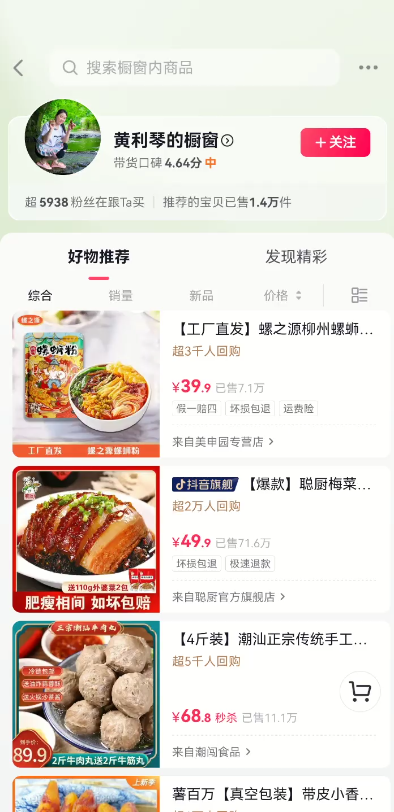 搜索橱窗内商品
黄利琴的橱窗
带货口碑 4.64分 中
+ 关注
超 5938 粉丝在跟Ta买 | 推荐的宝贝已售1.4万件
好物推荐
发现精彩
综合
销量
新品
价格
螺之源
螺蛳粉
工厂直发
螺之霖螺蛳粉
【工厂直发】螺之源柳州螺蛳...
超3千人回购
¥39.9 已售7.1万
假一赔四
坏损包退
运费险
来自美申园专营店
送110g外婆菜2包
肥瘦相间 如坏包赔
抖音旗舰
【爆款】聪厨梅菜...
超2万人回购
¥49.9 已售71.6万
坏损包退
极速退款
来自聪厨官方旗舰店
正宗潮汕牛肉丸
89.9
2斤牛肉丸送2斤牛筋丸
【4斤装】潮汕正宗传统手工...
超5千人回购
¥68.8 秒杀 已售11.1万
来自潮闯食品
上新季
薯百万【真空包装】带皮小香...